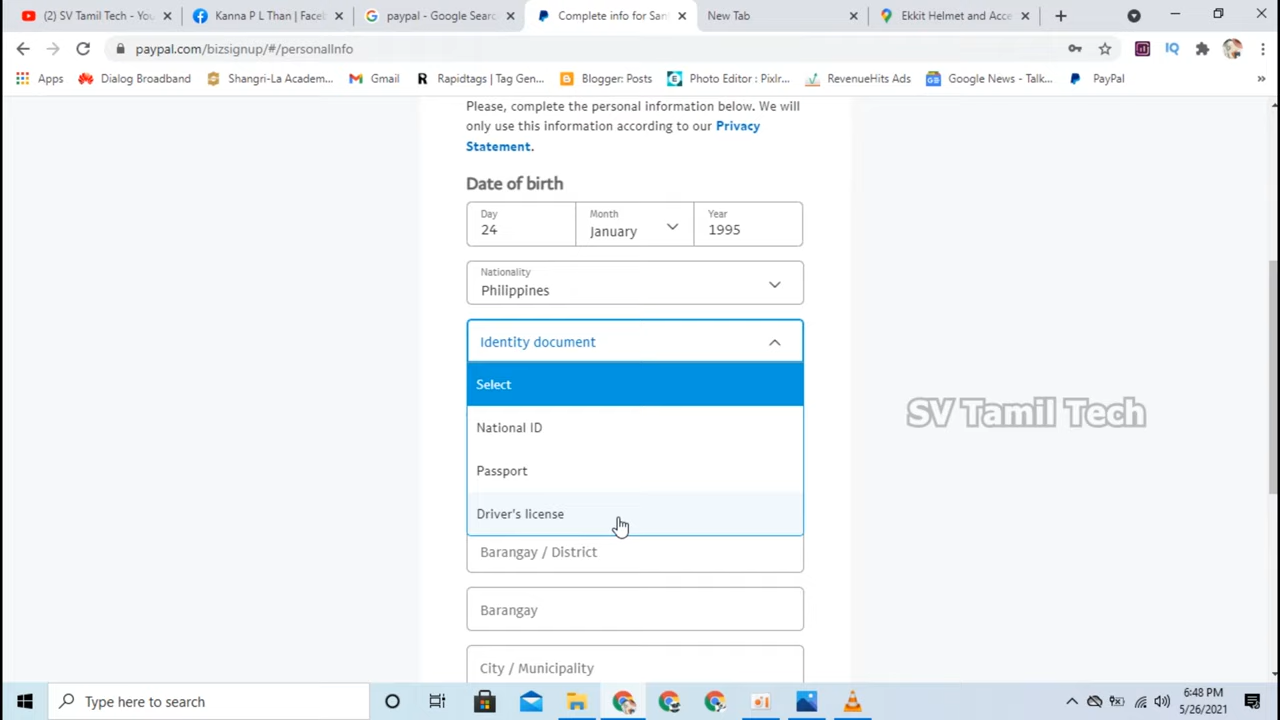 (2) SV Tamil Tech - You
Kanna P L Than | Face
paypal - Google Searc
Complete info for San
New Tab
Ekkit Helmet and Acce
paypal.com/bizsignup/#/personalInfo
Apps
Dialog Broadband
Shangri-La Academ...
Gmail
Rapidtags | Tag Gen...
Blogger: Posts
Photo Editor : Pixlr...
RevenueHits Ads
Google News - Talk...
PayPal
»
Please, complete the personal information below. We will
only use this information according to our Privacy
Statement.
Date of birth
Day
24
Month
January
Year
1995
Nationality
Philippines
Identity document
Select
National ID
Passport
Driver's license
Barangay / District
Barangay
City / Municipality
SV Tamil Tech
Type here to search
6:48 PM
5/26/2021